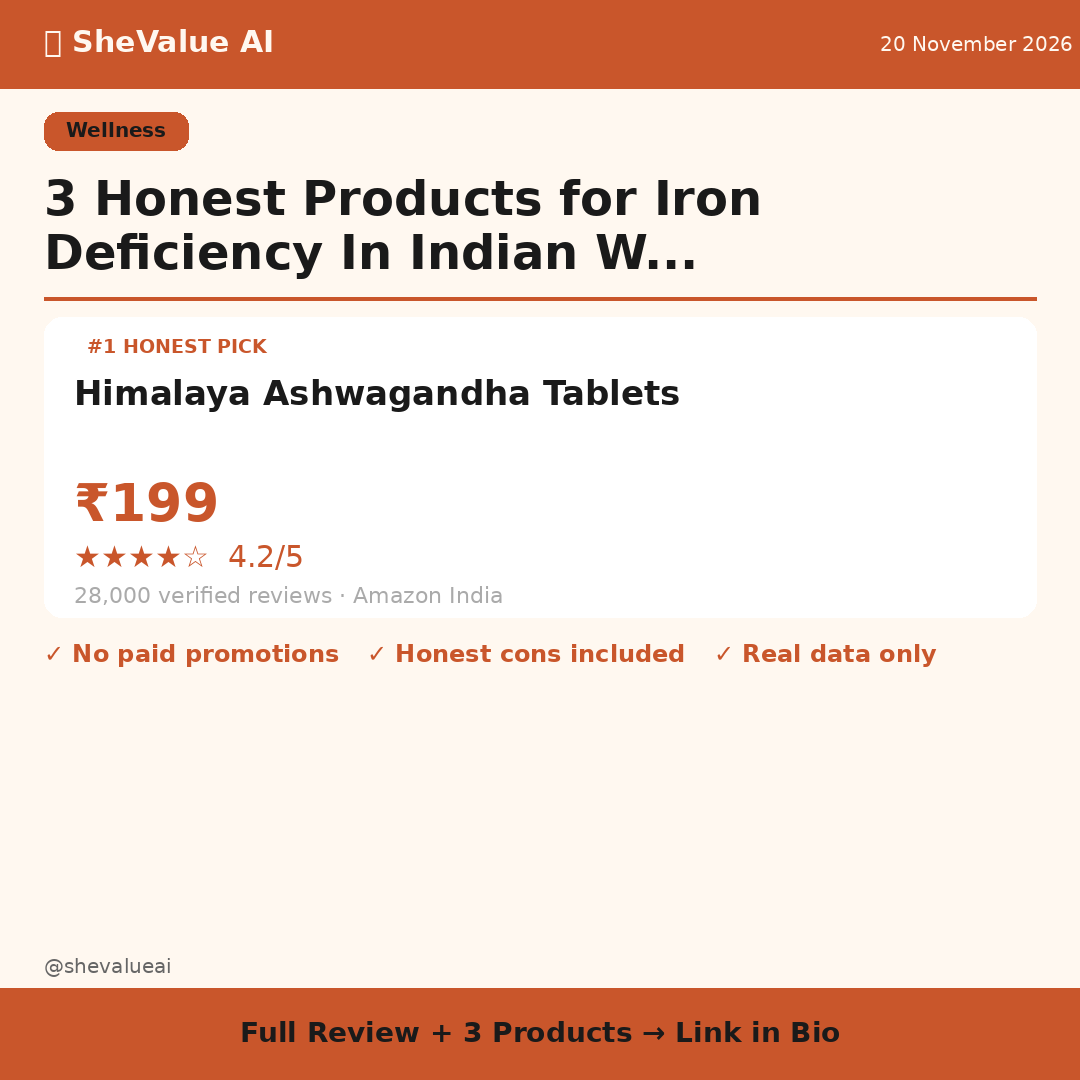 SheValue AI
20 November 2026
Wellness
3 Honest Products for Iron
Deficiency In Indian W...
#1 HONEST PICK
Himalaya Ashwagandha Tablets
₹199
★★★★☆ 4.2/5
28,000 verified reviews · Amazon India
✓ No paid promotions ✓ Honest cons included ✓ Real data only
@shevalueai
Full Review + 3 Products → Link in Bio